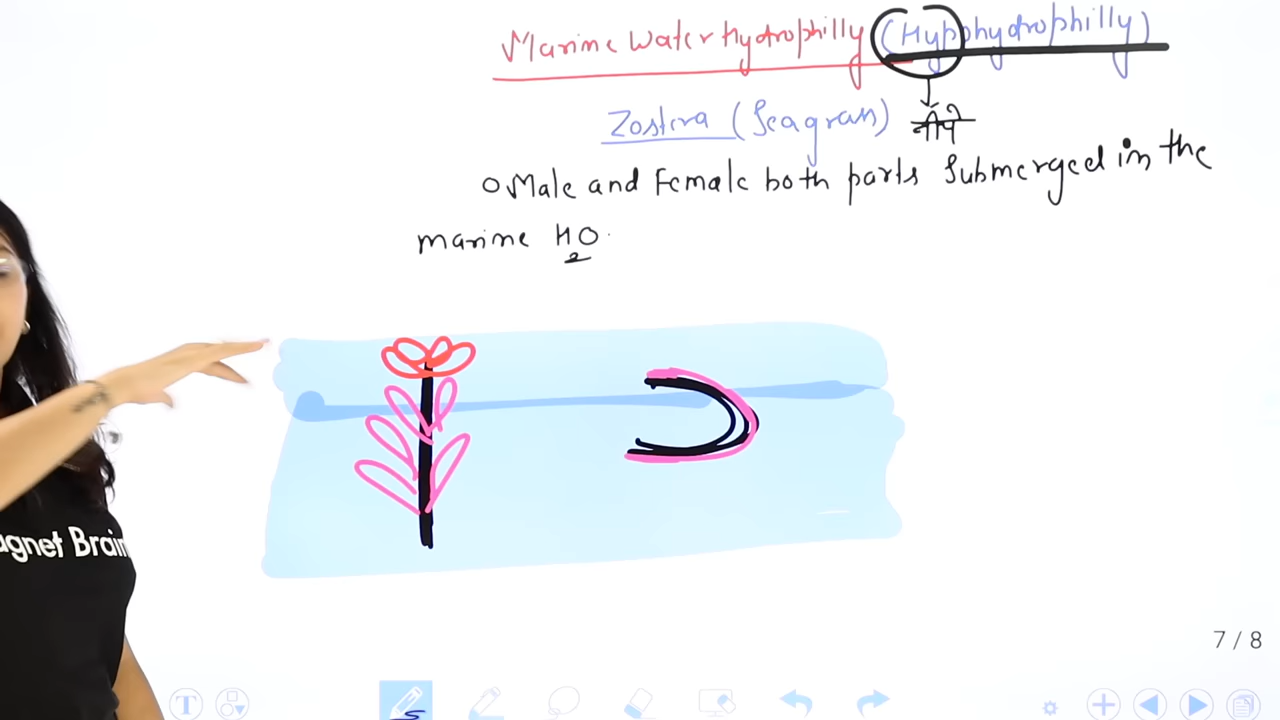 Marine Water Hydrophilly (Hyphydrophilly)
Zostera (Seagrass) नीचे
Male and Female both parts Submerged in the
marine H2O.
agnet Brain
7 / 8
T